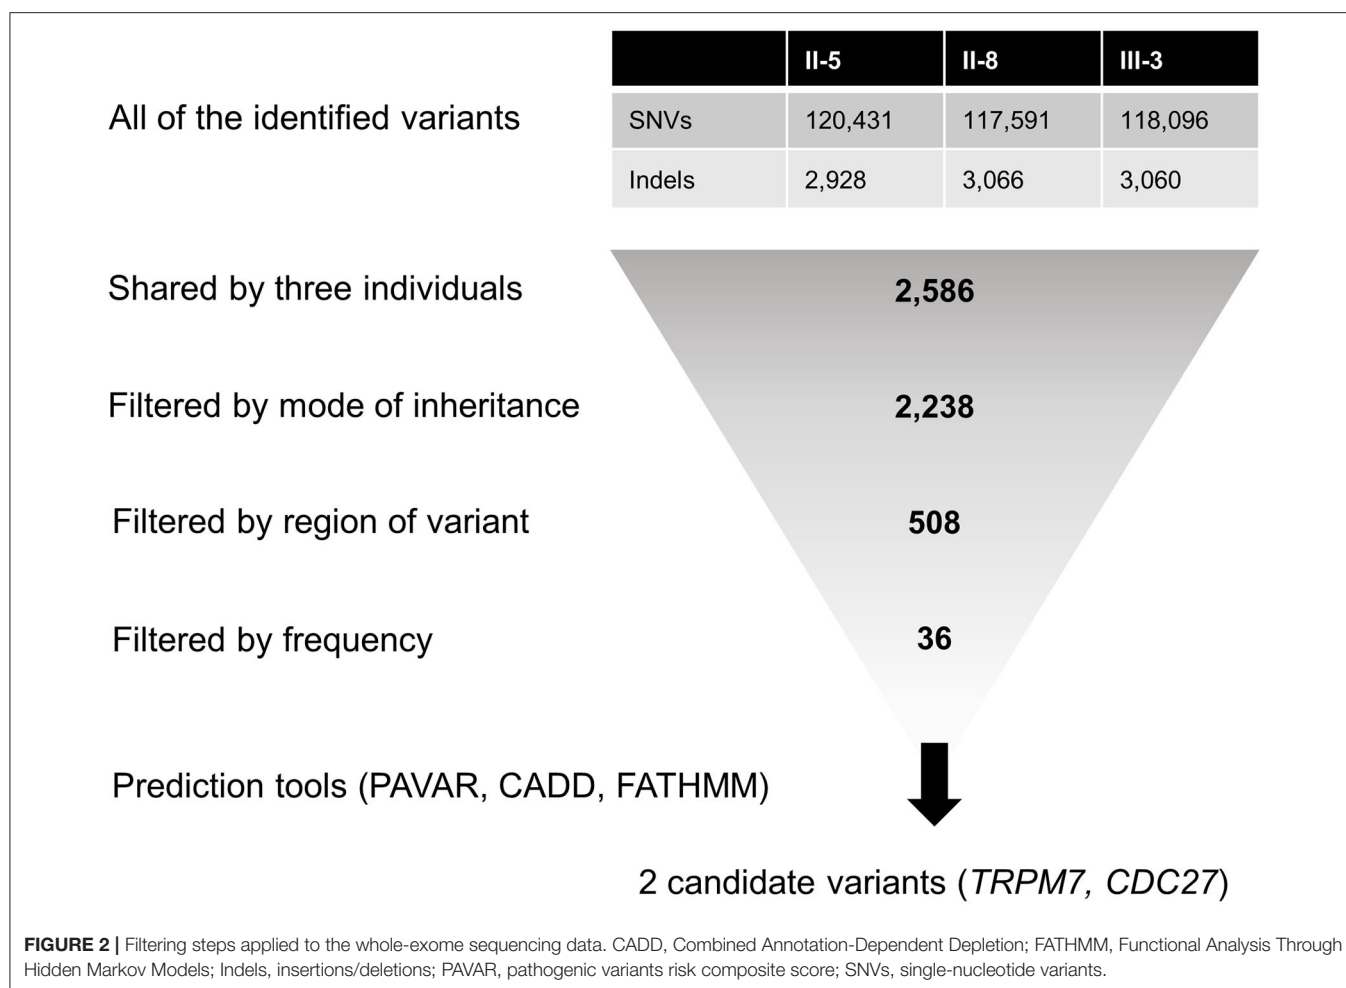 II-5 II-8 III-3
All of the identified variants
SNVs 120,431 117,591 118,096
Indels 2,928 3,066 3,060
Shared by three individuals 2,586
Filtered by mode of inheritance 2,238
Filtered by region of variant 508
Filtered by frequency 36
Prediction tools (PAVAR, CADD, FATHMM)
2 candidate variants (TRPM7, CDC27)
FIGURE 2 | Filtering steps applied to the whole-exome sequencing data. CADD, Combined Annotation-Dependent Depletion; FATHMM, Functional Analysis Through
Hidden Markov Models; Indels, insertions/deletions; PAVAR, pathogenic variants risk composite score; SNVs, single-nucleotide variants.